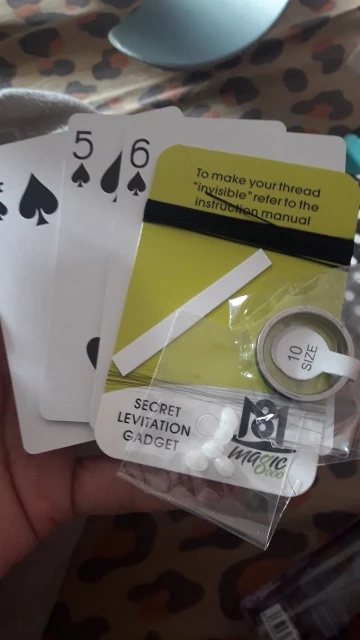 5
6
To make your thread
"invisible" refer to the
instruction manual
10
SIZE
SECRET
LEVITATION
GADGET
magic